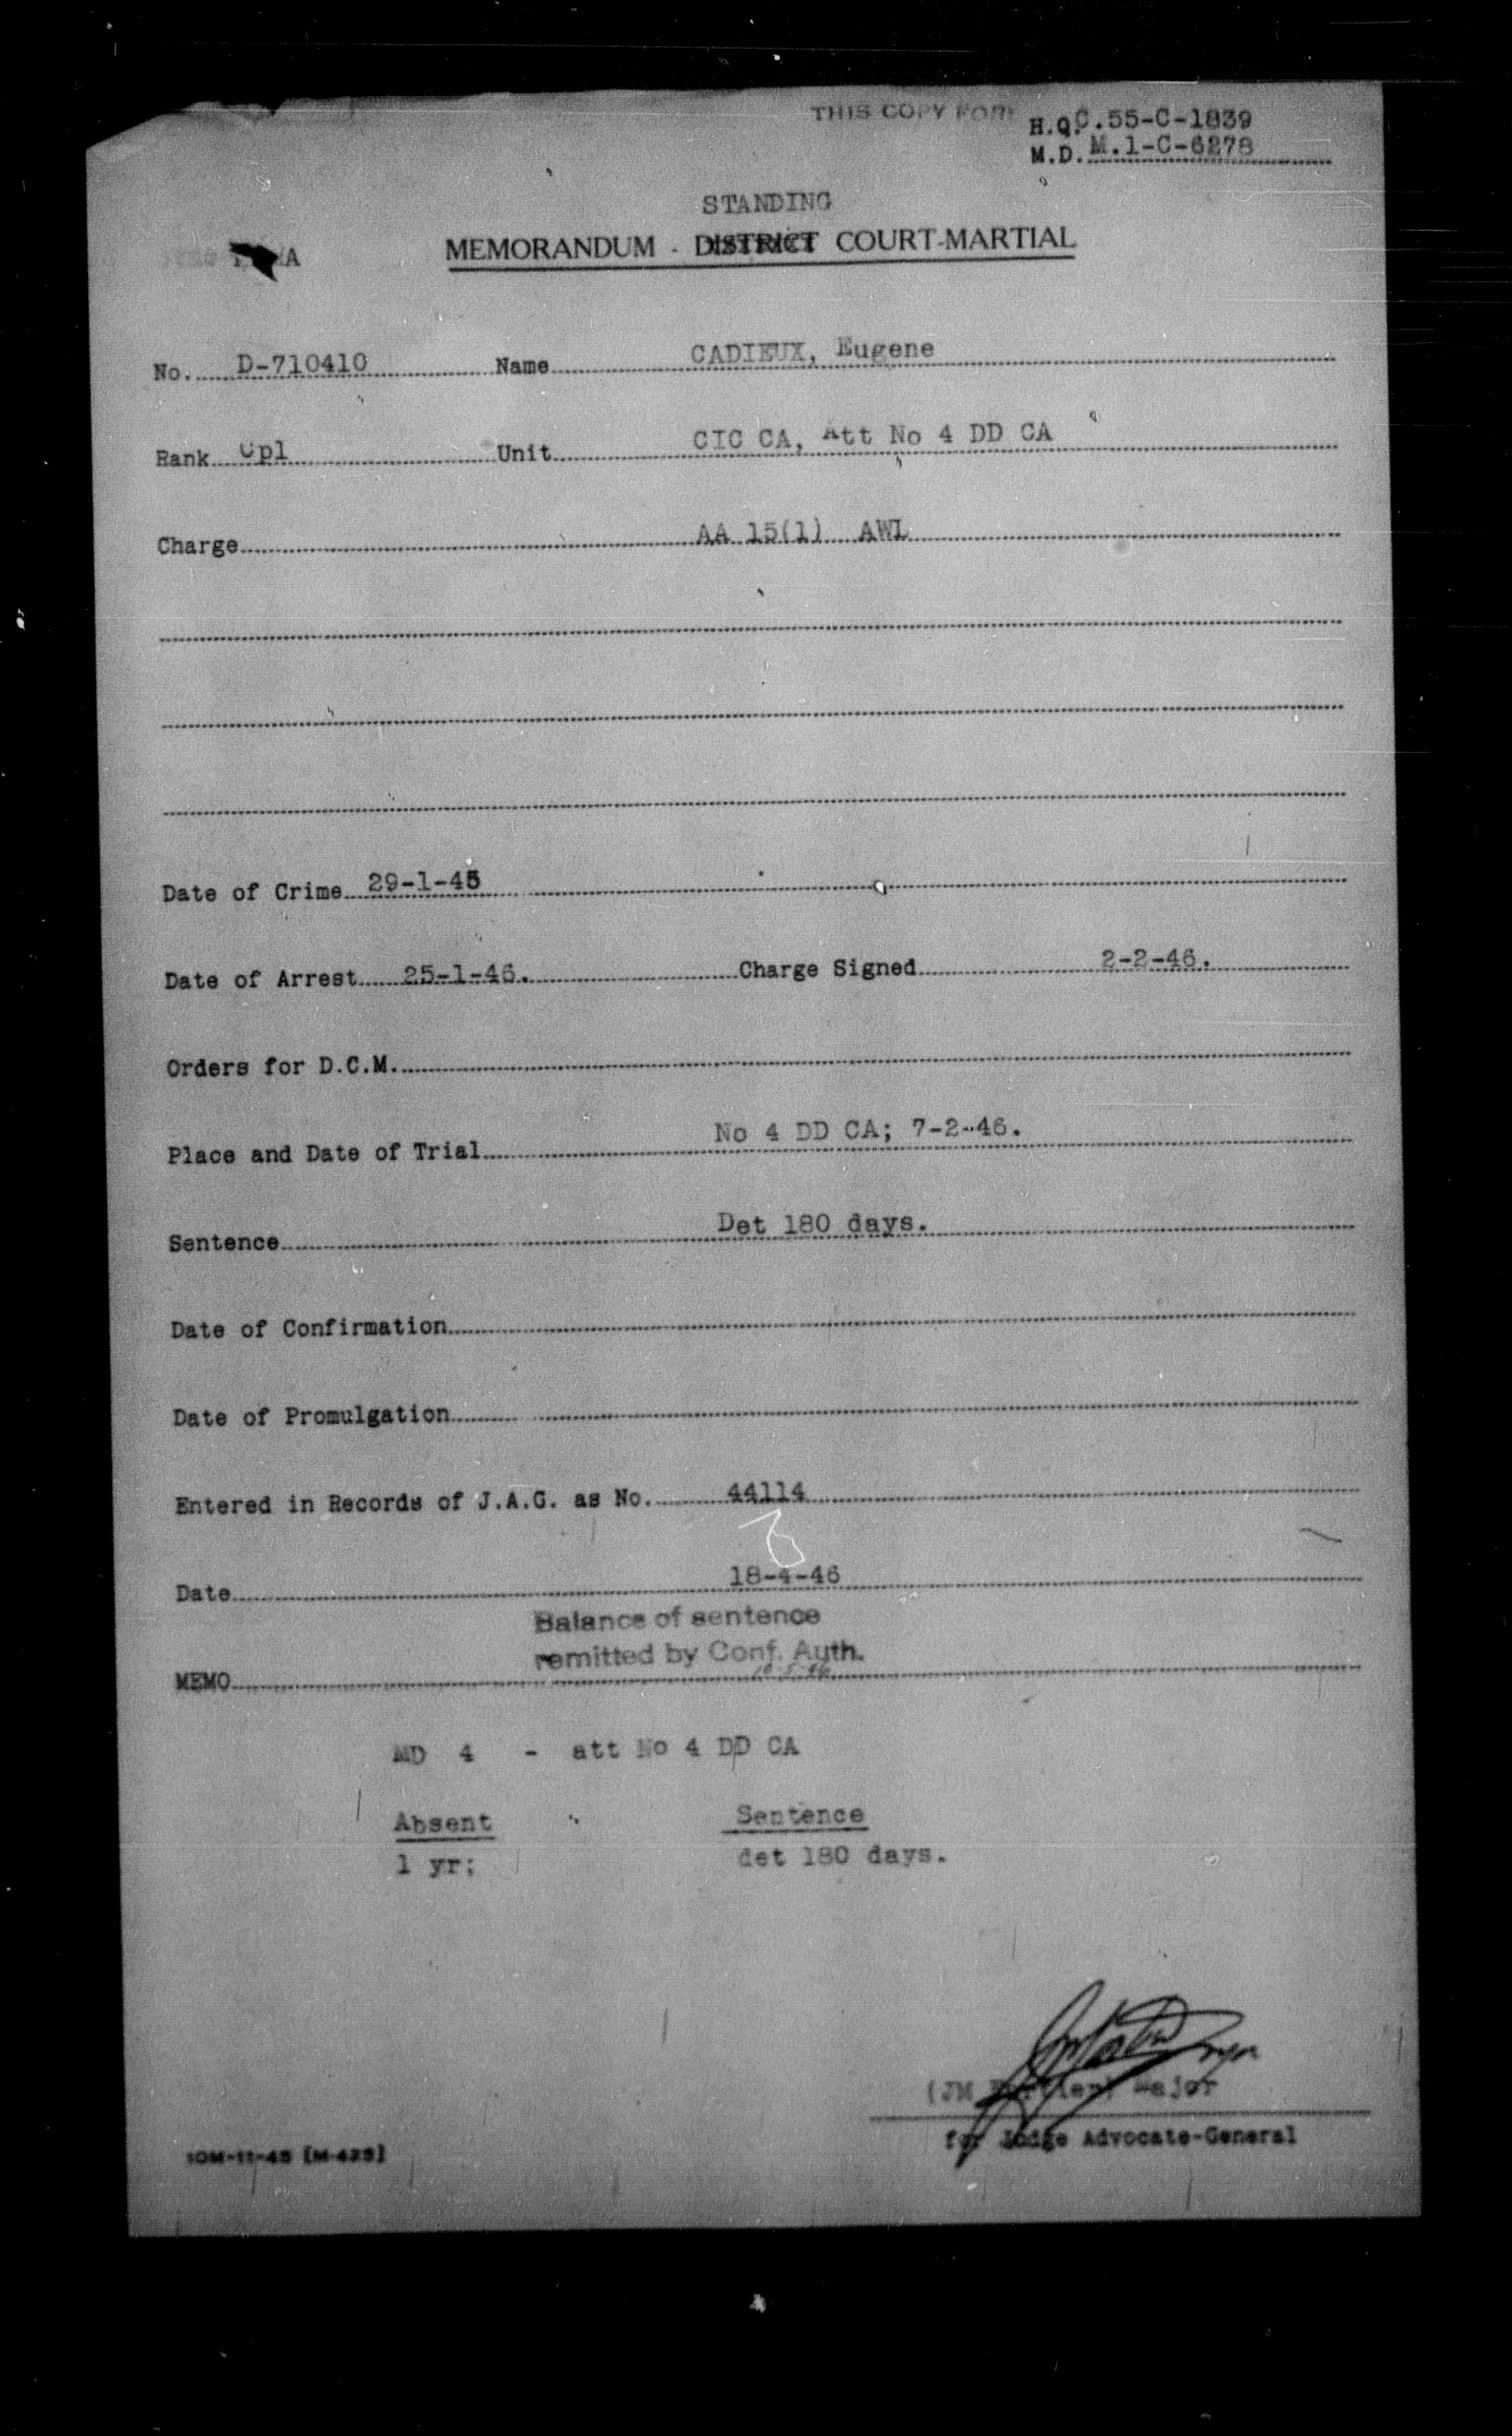 THIS COPY FOR
H.Q. C.55-C-1839
M.D. M.1-C-6278
STANDING
MEMORANDUM - DISTRICT COURT-MARTIAL
No. D-710410 Name CADIEUX, Eugene
Rank Cpl Unit CIC CA, Att No 4 DD CA
Charge AA 15(1) AWL
Date of Crime 29-1-45
Date of Arrest 25-1-46. Charge Signed 2-2-46.
Orders for D.C.M.
Place and Date of Trial No 4 DD CA; 7-2-46.
Sentence Det 180 days.
Date of Confirmation
Date of Promulgation
Entered in Records of J.A.G. as No. 44114
Date 18-4-46
Balance of sentence
remitted by Conf. Auth.
MEMO
MD 4 - att No 4 DD CA
Absent Sentence
1 yr; det 180 days.
(JM Major
for Judge Advocate-General
10M-11-45 (M-425)